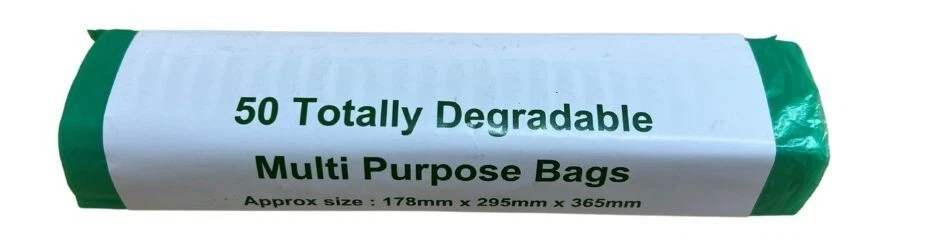 50 Totally Degradable
Multi Purpose Bags
Approx size : 178mm x 295mm x 365mm